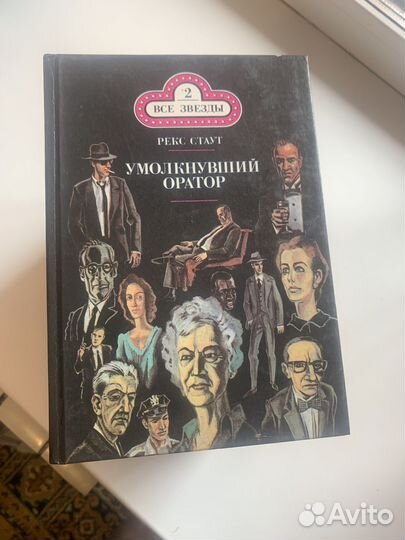 2
ВСЕ ЗВЕЗДЫ
РЕКС СТАУТ
УМОЛКНУВШИЙ
ОРАТОР
Avito